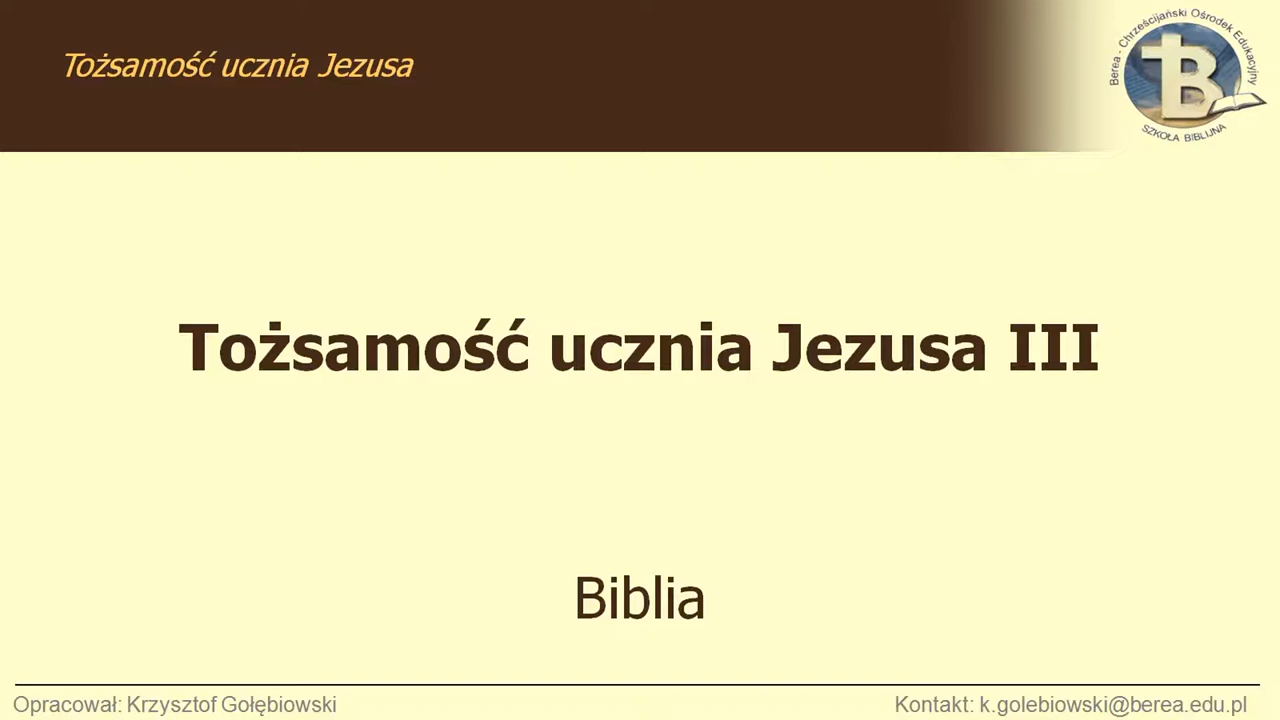 Tożsamość ucznia Jezusa
Berea - Chrześcijański Ośrodek Edukacyjny
SZKOŁA BIBLIJNA
Tożsamość ucznia Jezusa III
Biblia
Opracował: Krzysztof Gołębiowski
Kontakt: k.golebiowski@berea.edu.pl